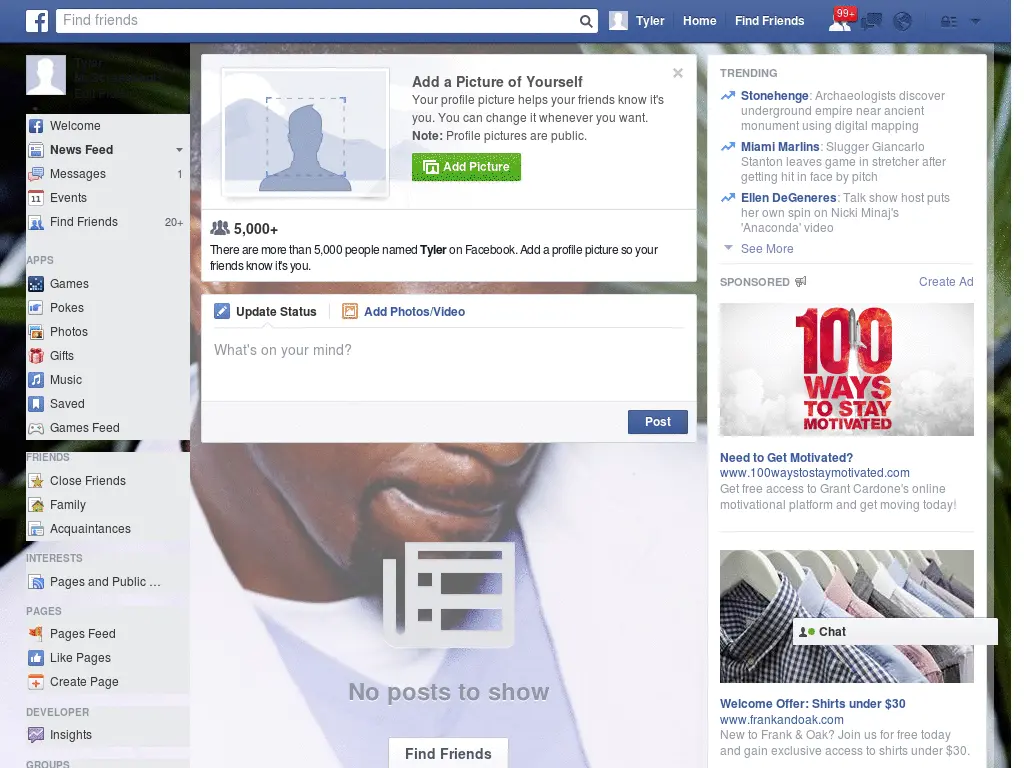 Find friends
Tyler
Home
Find Friends
99+
Tyler
Welcome
News Feed
Messages 1
Events
Find Friends 20+
APPS
Games
Pokes
Photos
Gifts
Music
Saved
Games Feed
FRIENDS
Close Friends
Family
Acquaintances
INTERESTS
Pages and Public ...
PAGES
Pages Feed
Like Pages
Create Page
DEVELOPER
Insights
GROUPS
Add a Picture of Yourself
Your profile picture helps your friends know it's
you. You can change it whenever you want.
Note: Profile pictures are public.
Add Picture
5,000+
There are more than 5,000 people named Tyler on Facebook. Add a profile picture so your
friends know it's you.
Update Status
Add Photos/Video
What's on your mind?
Post
No posts to show
Find Friends
TRENDING
Stonehenge: Archaeologists discover
underground empire near ancient
monument using digital mapping
Miami Marlins: Slugger Giancarlo
Stanton leaves game in stretcher after
getting hit in face by pitch
Ellen DeGeneres: Talk show host puts
her own spin on Nicki Minaj's
'Anaconda' video
See More
SPONSORED
Create Ad
100
WAYS
TO STAY
MOTIVATED
Need to Get Motivated?
www.100waystostaymotivated.com
Get free access to Grant Cardone's online
motivational platform and get moving today!
Chat
Welcome Offer: Shirts under $30
www.frankandoak.com
New to Frank & Oak? Join us for free today
and gain exclusive access to shirts under $30.